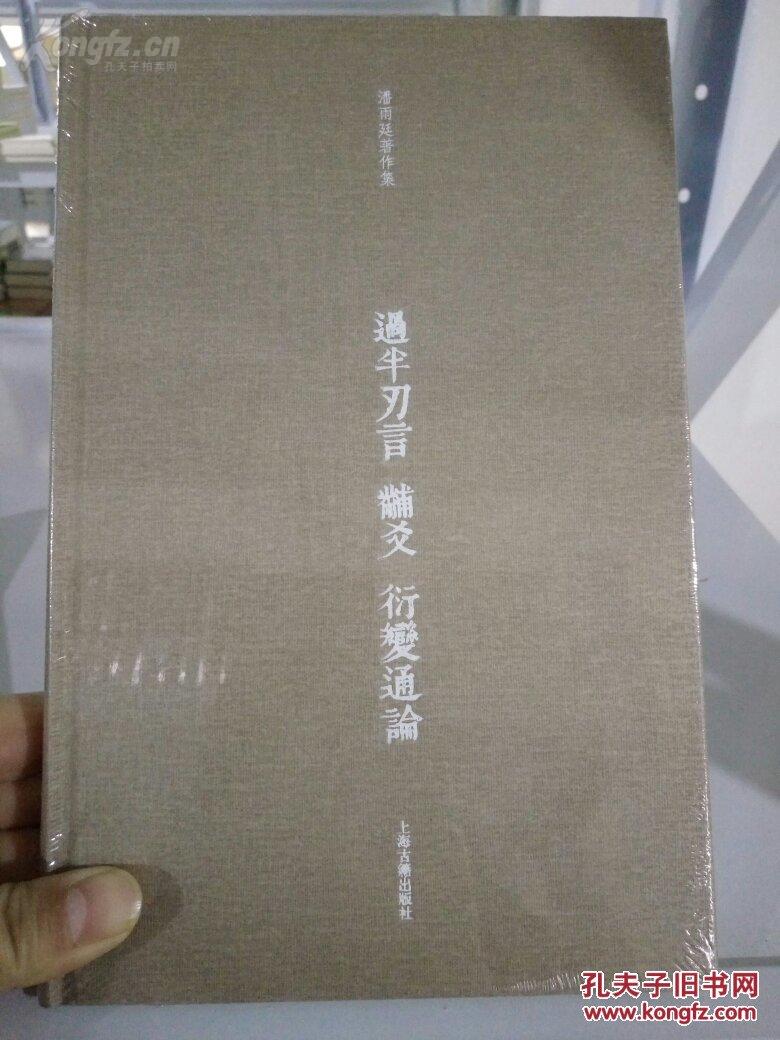 Kongfz.cn
孔夫子拍卖网
潘雨廷著作集
過半刃言 黼爻 衍變通論
上海古籍出版社
孔夫子旧书网
www.kongfz.com